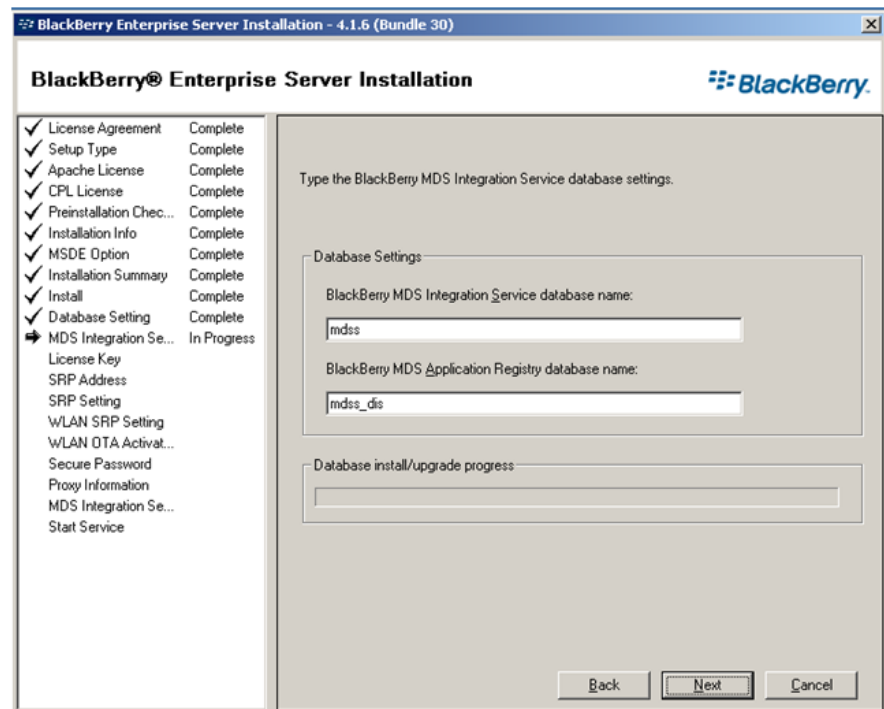 BlackBerry Enterprise Server Installation - 4.1.6 (Bundle 30)
BlackBerry® Enterprise Server Installation
BlackBerry.
License Agreement Complete
Setup Type Complete
Apache License Complete
CPL License Complete
Preinstallation Chec... Complete
Installation Info Complete
MSDE Option Complete
Installation Summary Complete
Install Complete
Database Setting Complete
MDS Integration Se... In Progress
License Key
SRP Address
SRP Setting
WLAN SRP Setting
WLAN OTA Activat...
Secure Password
Proxy Information
MDS Integration Se...
Start Service
Type the BlackBerry MDS Integration Service database settings.
Database Settings
BlackBerry MDS Integration Service database name:
mdss
BlackBerry MDS Application Registry database name:
mdss_dis
Database install/upgrade progress
Back Next Cancel